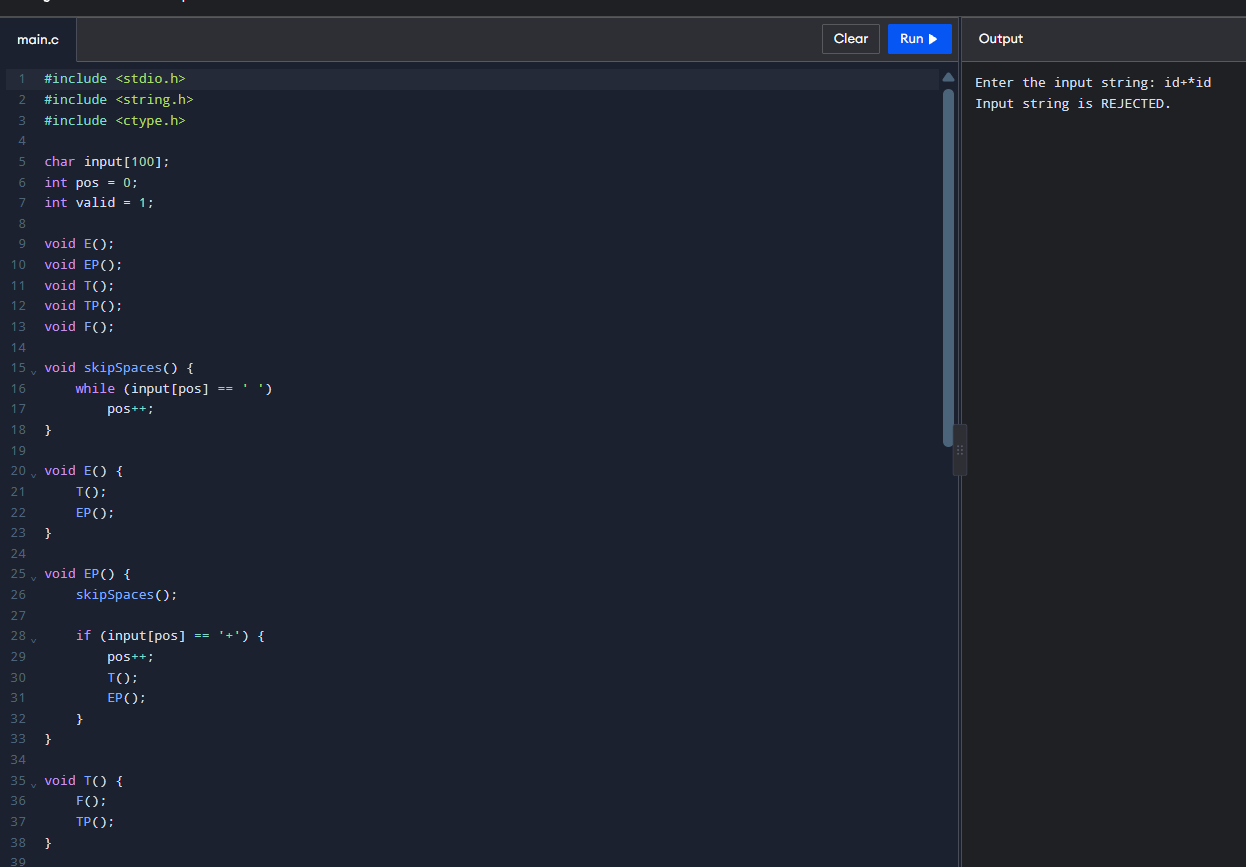 main.c
Clear
Run
Output
1 #include <stdio.h>
2 #include <string.h>
3 #include <ctype.h>
4
5 char input[100];
6 int pos = 0;
7 int valid = 1;
8
9 void E();
10 void EP();
11 void T();
12 void TP();
13 void F();
14
15 void skipSpaces() {
16     while (input[pos] == ' ')
17         pos++;
18 }
19
20 void E() {
21     T();
22     EP();
23 }
24
25 void EP() {
26     skipSpaces();
27
28     if (input[pos] == '+') {
29         pos++;
30         T();
31         EP();
32     }
33 }
34
35 void T() {
36     F();
37     TP();
38 }
39
Enter the input string: id+*id
Input string is REJECTED.